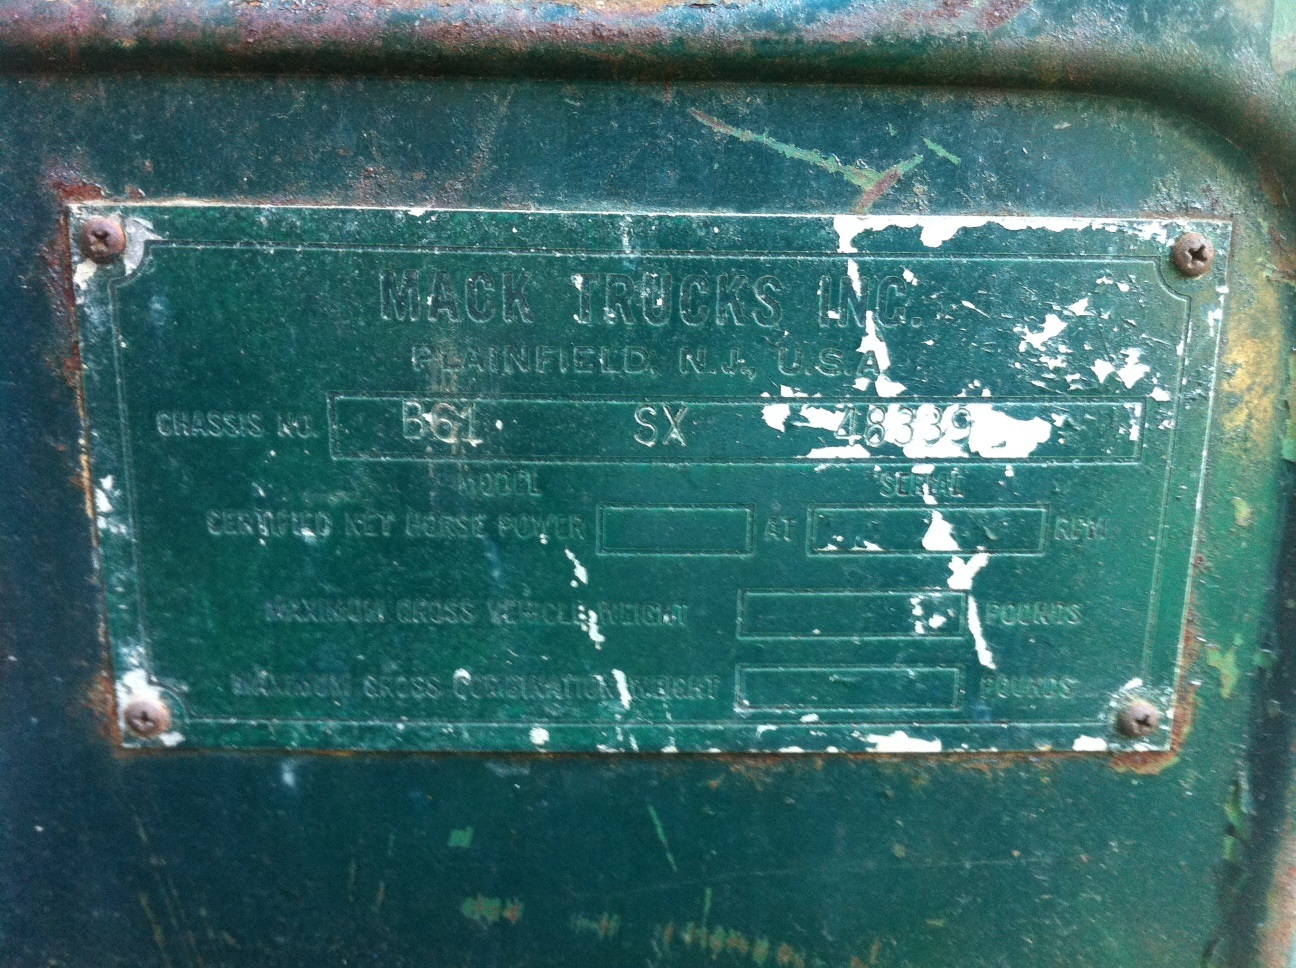 MACK TRUCKS INC.
PLAINFIELD, N.J., U.S.A.
CHASSIS NO. B61 SX 48339
MODEL SERIAL
CERTIFIED NET HORSE POWER AT RPM
MAXIMUM GROSS VEHICLE WEIGHT POUNDS
MAXIMUM GROSS COMBINATION WEIGHT POUNDS